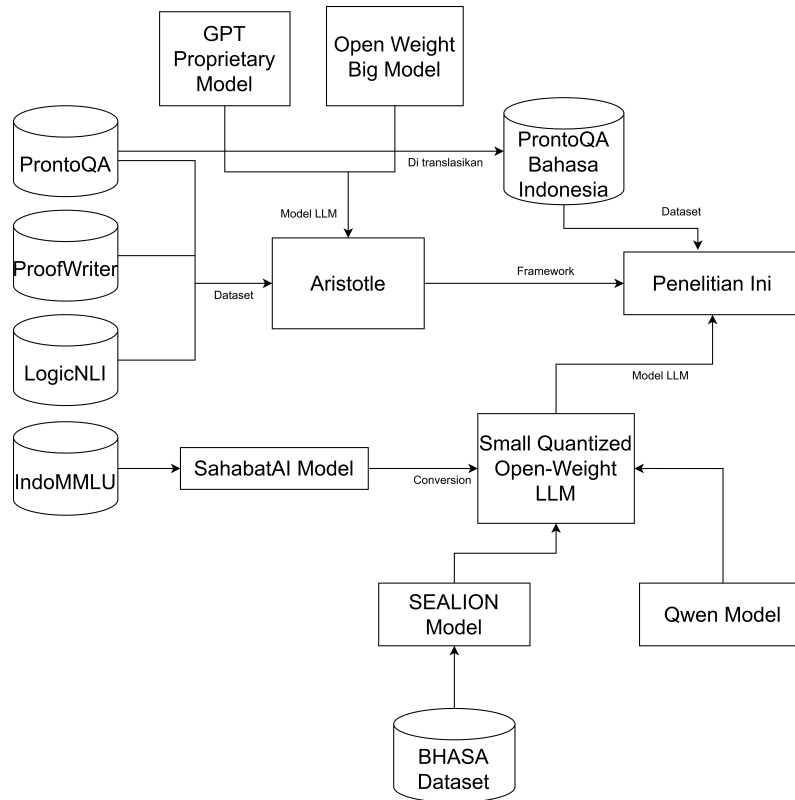 GPT
Proprietary
Model
Open Weight
Big Model
ProntoQA
Di translasikan
ProntoQA
Bahasa
Indonesia
Model LLM
Dataset
ProofWriter
Dataset
Aristotle
Framework
Penelitian Ini
LogicNLI
Model LLM
IndoMMLU
SahabatAI Model
Conversion
Small Quantized
Open-Weight
LLM
SEALION
Model
Qwen Model
BHASA
Dataset